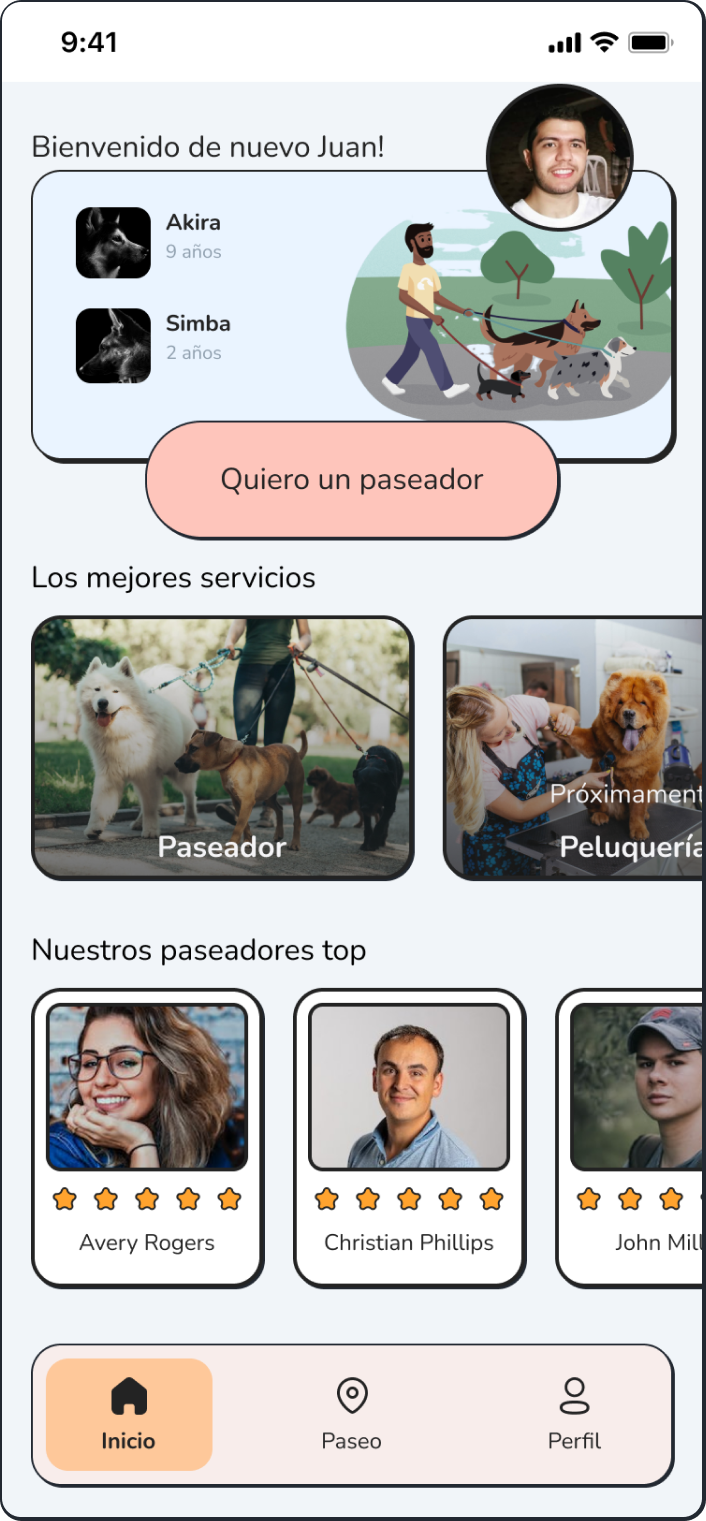 9:41
Bienvenido de nuevo Juan!
Akira
9 años
Simba
2 años
Quiero un paseador
Los mejores servicios
Paseador
Próximament
Peluquería
Nuestros paseadores top
Avery Rogers
Christian Phillips
John Mill
Inicio
Paseo
Perfil